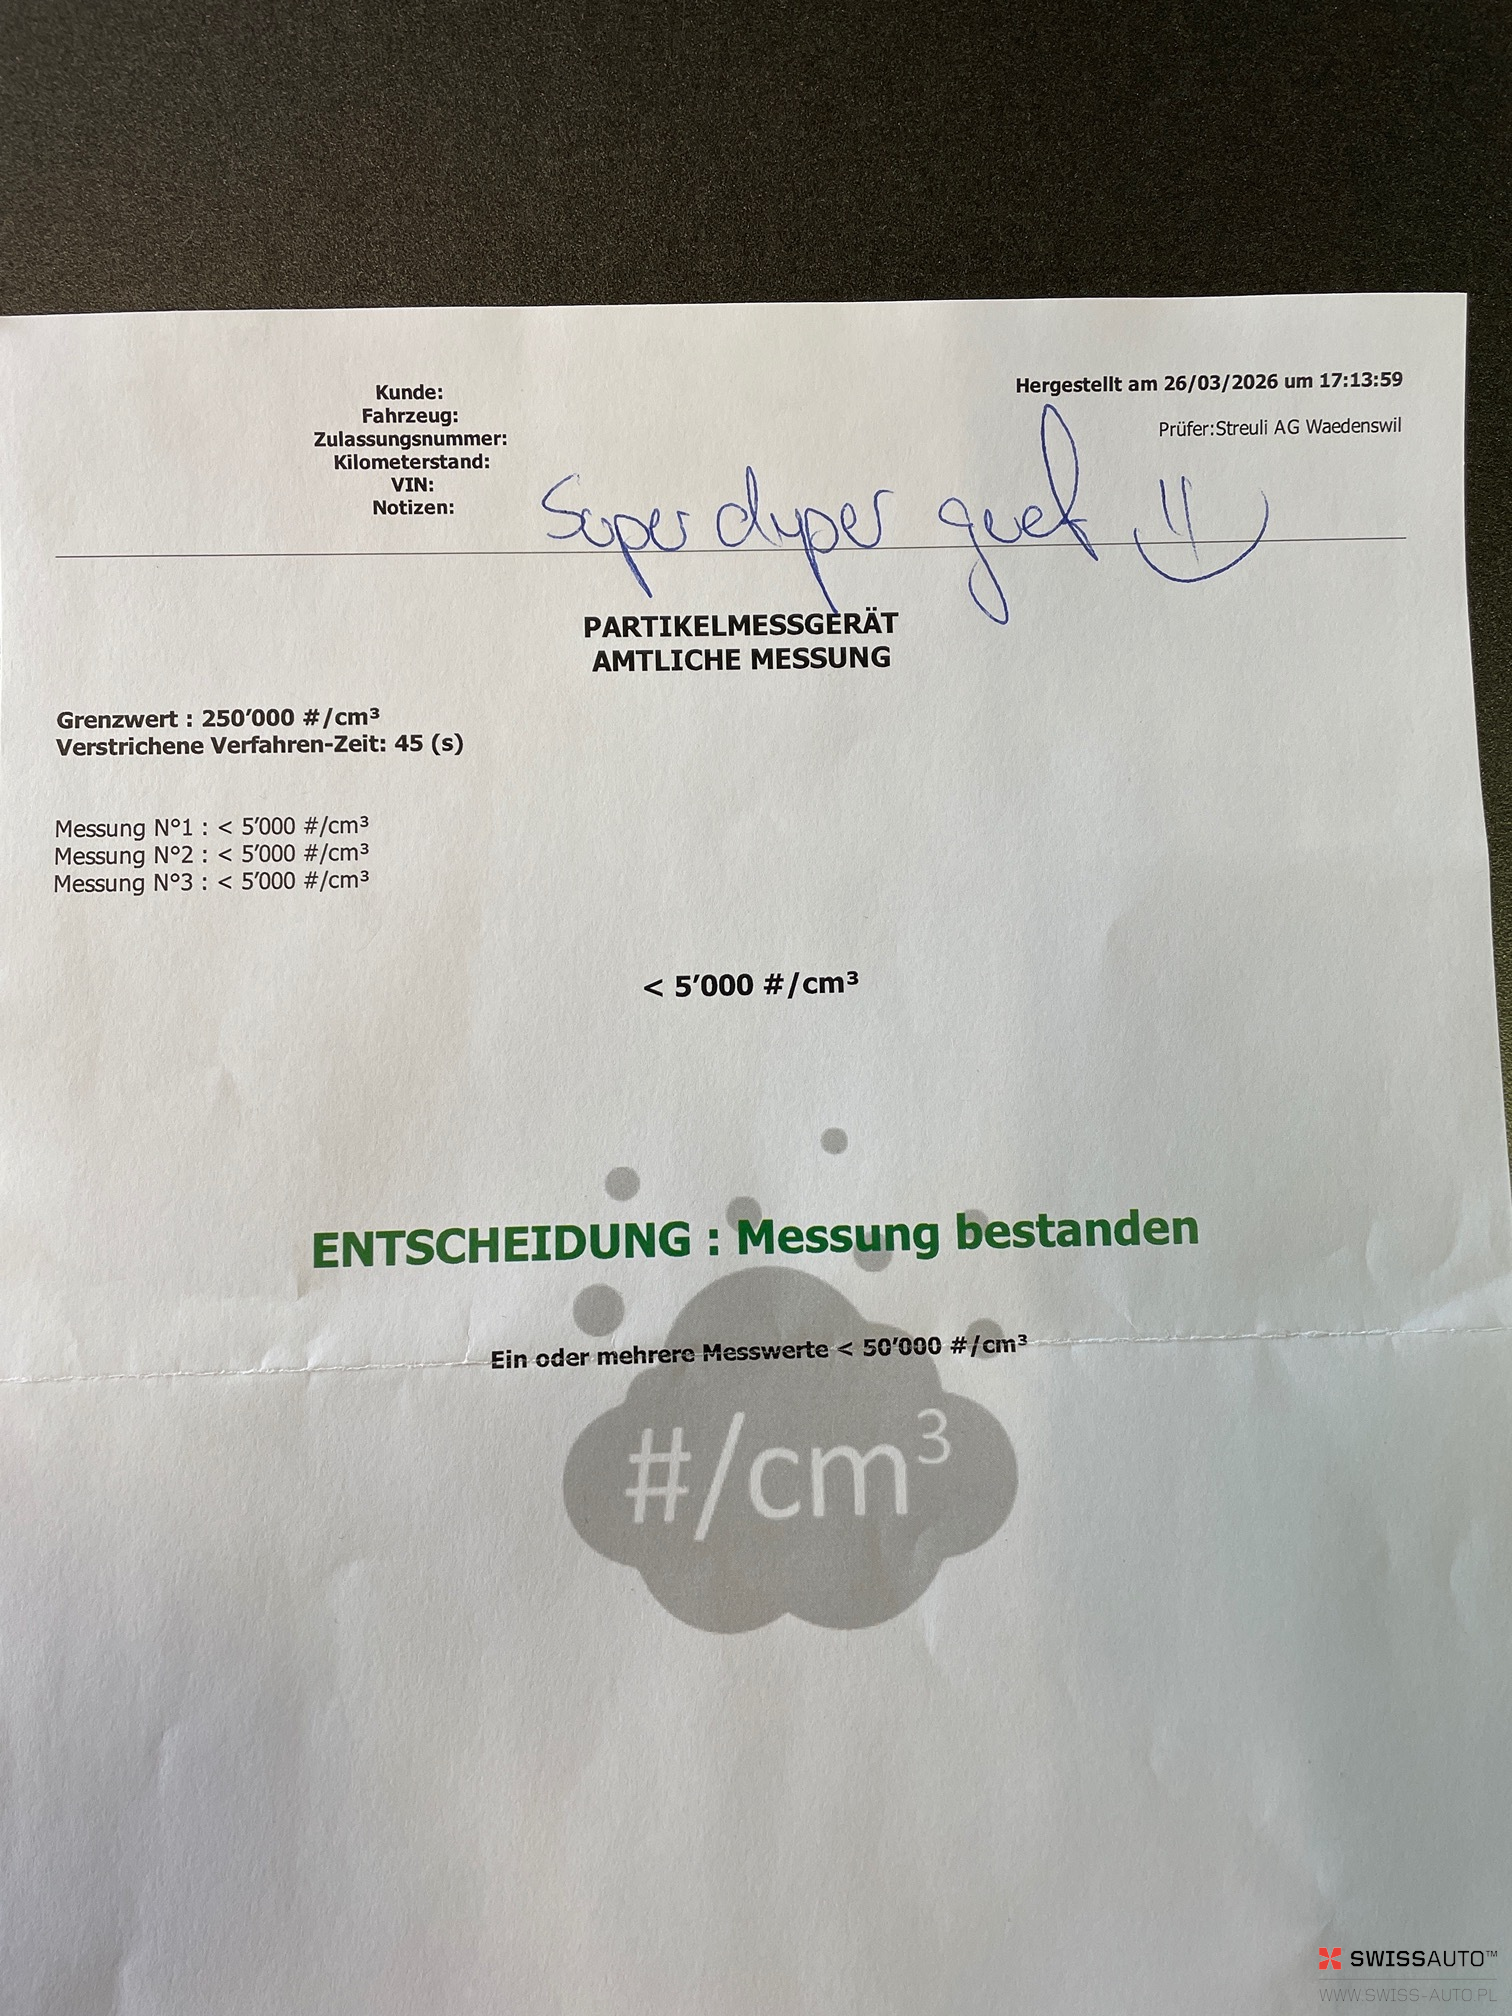 Kunde:
Fahrzeug:
Zulassungsnummer:
Kilometerstand:
VIN:
Notizen:
Hergestellt am 26/03/2026 um 17:13:59
Prüfer:Streuli AG Waedenswil
Super dyper guet
PARTIKELMESSGERÄT
AMTLICHE MESSUNG
Grenzwert : 250’000 #/cm³
Verstrichene Verfahren-Zeit: 45 (s)
Messung N°1 : < 5’000 #/cm³
Messung N°2 : < 5’000 #/cm³
Messung N°3 : < 5’000 #/cm³
< 5’000 #/cm³
ENTSCHEIDUNG : Messung bestanden
Ein oder mehrere Messwerte < 50’000 #/cm³
#/cm³
SWISSAUTO™
WWW.SWISS-AUTO.PL